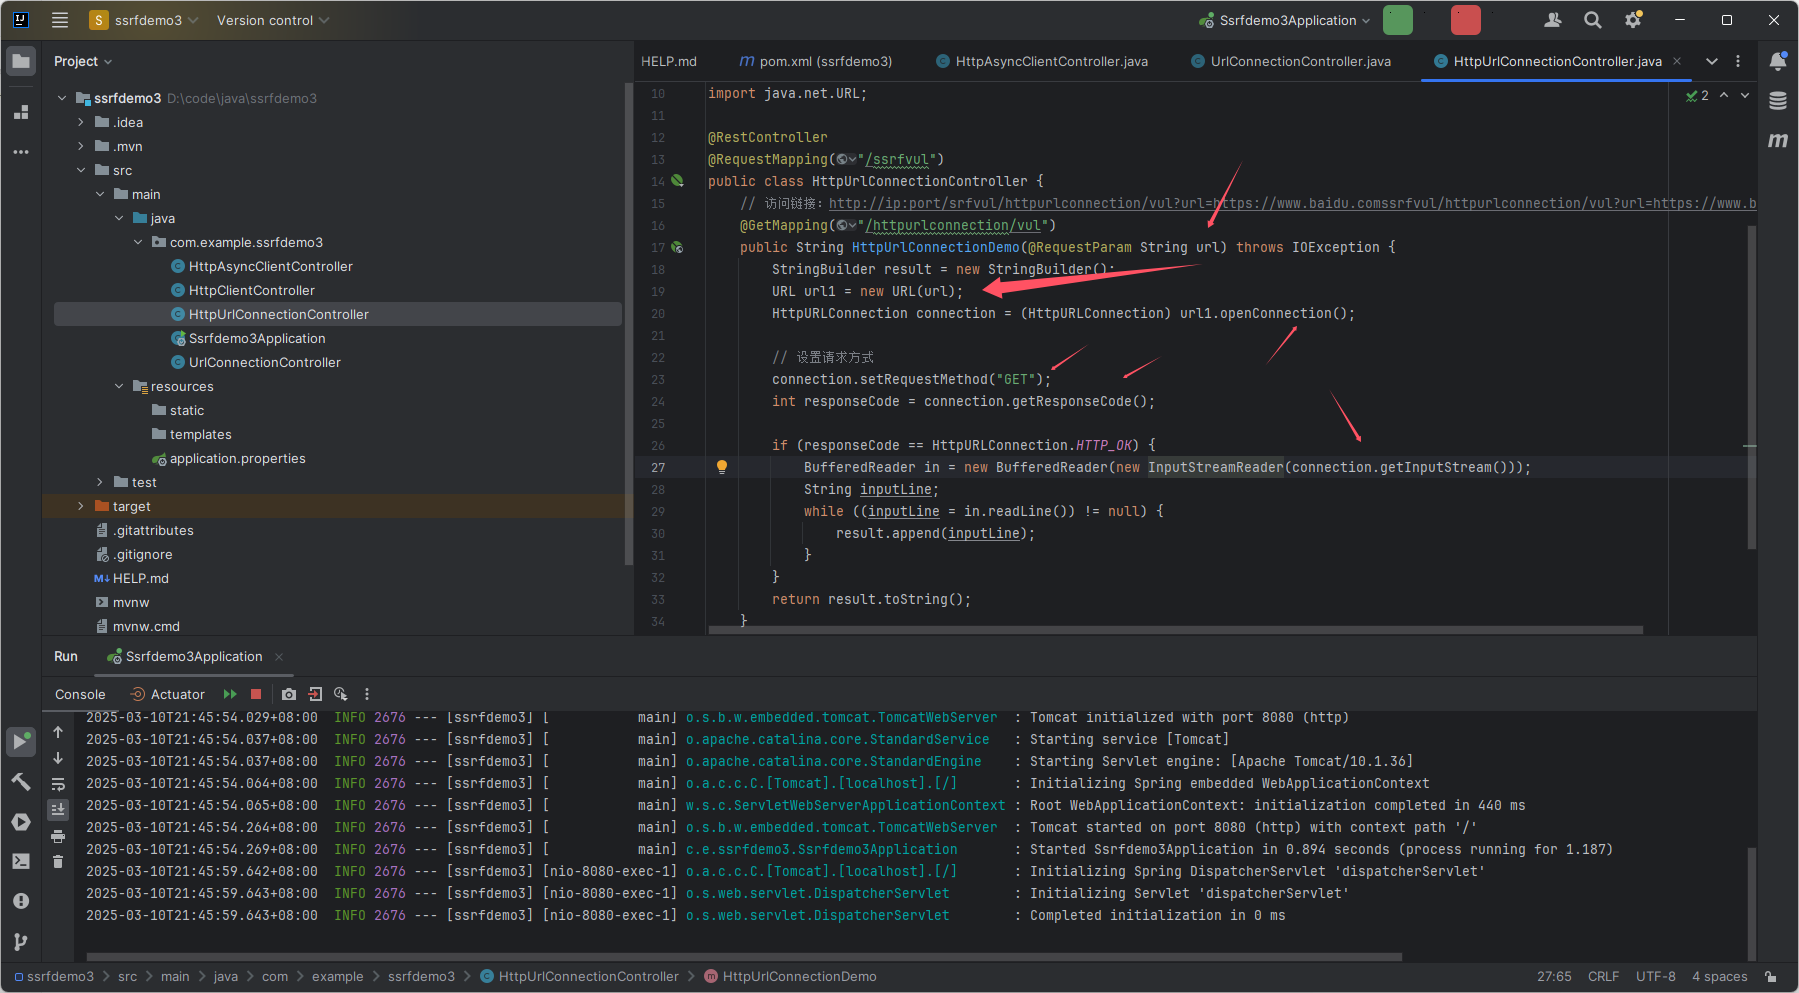 ssrfdemo3
Version control
Ssrfdemo3Application
Project
HELP.md
pom.xml (ssrfdemo3)
HttpAsyncClientController.java
UrlConnectionController.java
HttpUrlConnectionController.java
ssrfdemo3 D:\code\java\ssrfdemo3
.idea
.mvn
src
main
java
com.example.ssrfdemo3
HttpAsyncClientController
HttpClientController
HttpUrlConnectionController
Ssrfdemo3Application
UrlConnectionController
resources
static
templates
application.properties
test
target
.gitattributes
.gitignore
HELP.md
mvnw
mvnw.cmd
2
10 import java.net.URL;
11
12 @RestController
13 @RequestMapping("/ssrfvul")
14 public class HttpUrlConnectionController {
15 // 访问链接：http://ip:port/srfvul/httpurlconnection/vul?url=https://www.baidu.comssrfvul/httpurlconnection/vul?url=https://www.b
16 @GetMapping("/httpurlconnection/vul")
17 public String HttpUrlConnectionDemo(@RequestParam String url) throws IOException {
18 StringBuilder result = new StringBuilder();
19 URL url1 = new URL(url);
20 HttpURLConnection connection = (HttpURLConnection) url1.openConnection();
21
22 // 设置请求方式
23 connection.setRequestMethod("GET");
24 int responseCode = connection.getResponseCode();
25
26 if (responseCode == HttpURLConnection.HTTP_OK) {
27 BufferedReader in = new BufferedReader(new InputStreamReader(connection.getInputStream()));
28 String inputLine;
29 while ((inputLine = in.readLine()) != null) {
30 result.append(inputLine);
31 }
32 }
33 return result.toString();
34 }
Run
Ssrfdemo3Application
Console
Actuator
2025-03-10T21:45:54.029+08:00 INFO 2676 --- [ssrfdemo3] [ main] o.s.b.w.embedded.tomcat.TomcatWebServer : Tomcat initialized with port 8080 (http)
2025-03-10T21:45:54.037+08:00 INFO 2676 --- [ssrfdemo3] [ main] o.apache.catalina.core.StandardService : Starting service [Tomcat]
2025-03-10T21:45:54.037+08:00 INFO 2676 --- [ssrfdemo3] [ main] o.apache.catalina.core.StandardEngine : Starting Servlet engine: [Apache Tomcat/10.1.36]
2025-03-10T21:45:54.064+08:00 INFO 2676 --- [ssrfdemo3] [ main] o.a.c.c.C.[Tomcat].[localhost].[/] : Initializing Spring embedded WebApplicationContext
2025-03-10T21:45:54.065+08:00 INFO 2676 --- [ssrfdemo3] [ main] w.s.c.ServletWebServerApplicationContext : Root WebApplicationContext: initialization completed in 440 ms
2025-03-10T21:45:54.264+08:00 INFO 2676 --- [ssrfdemo3] [ main] o.s.b.w.embedded.tomcat.TomcatWebServer : Tomcat started on port 8080 (http) with context path '/'
2025-03-10T21:45:54.269+08:00 INFO 2676 --- [ssrfdemo3] [ main] c.e.ssrfdemo3.Ssrfdemo3Application : Started Ssrfdemo3Application in 0.894 seconds (process running for 1.187)
2025-03-10T21:45:59.642+08:00 INFO 2676 --- [ssrfdemo3] [nio-8080-exec-1] o.a.c.c.C.[Tomcat].[localhost].[/] : Initializing Spring DispatcherServlet 'dispatcherServlet'
2025-03-10T21:45:59.643+08:00 INFO 2676 --- [ssrfdemo3] [nio-8080-exec-1] o.s.web.servlet.DispatcherServlet : Initializing Servlet 'dispatcherServlet'
2025-03-10T21:45:59.643+08:00 INFO 2676 --- [ssrfdemo3] [nio-8080-exec-1] o.s.web.servlet.DispatcherServlet : Completed initialization in 0 ms
ssrfdemo3 > src > main > java > com > example > ssrfdemo3 > HttpUrlConnectionController > HttpUrlConnectionDemo
27:65 CRLF UTF-8 4 spaces